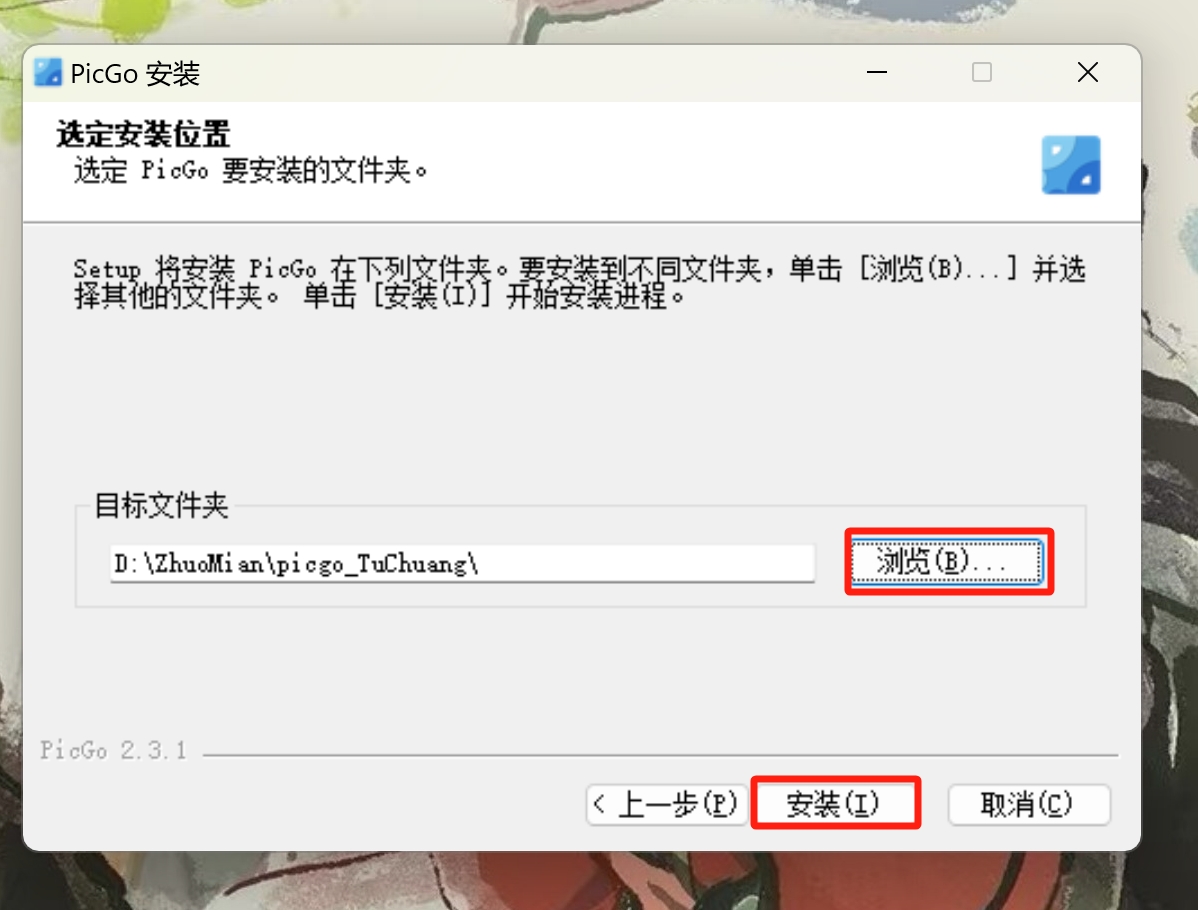 PicGo 安装
选定安装位置
选定 PicGo 要安装的文件夹。
Setup 将安装 PicGo 在下列文件夹。要安装到不同文件夹，单击 [浏览(B)...] 并选
择其他的文件夹。 单击 [安装(I)] 开始安装进程。
目标文件夹
D:\ZhuoMian\picgo_TuChuang\
浏览(B)...
PicGo 2.3.1
< 上一步(P)
安装(I)
取消(C)